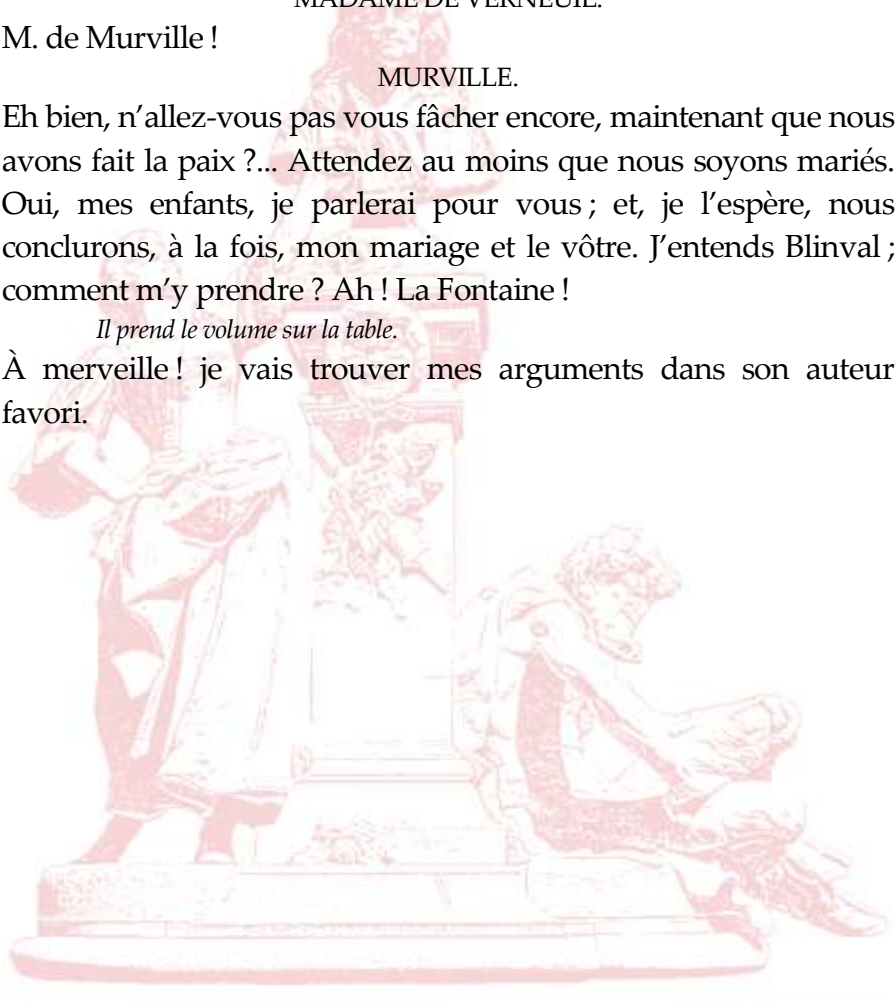 MADAME DE VERNEUIL.
M. de Murville !
MURVILLE.
Eh bien, n’allez-vous pas vous fâcher encore, maintenant que nous
avons fait la paix ?... Attendez au moins que nous soyons mariés.
Oui, mes enfants, je parlerai pour vous ; et, je l’espère, nous
conclurons, à la fois, mon mariage et le vôtre. J’entends Blinval ;
comment m’y prendre ? Ah ! La Fontaine !
Il prend le volume sur la table.
À merveille ! je vais trouver mes arguments dans son auteur
favori.